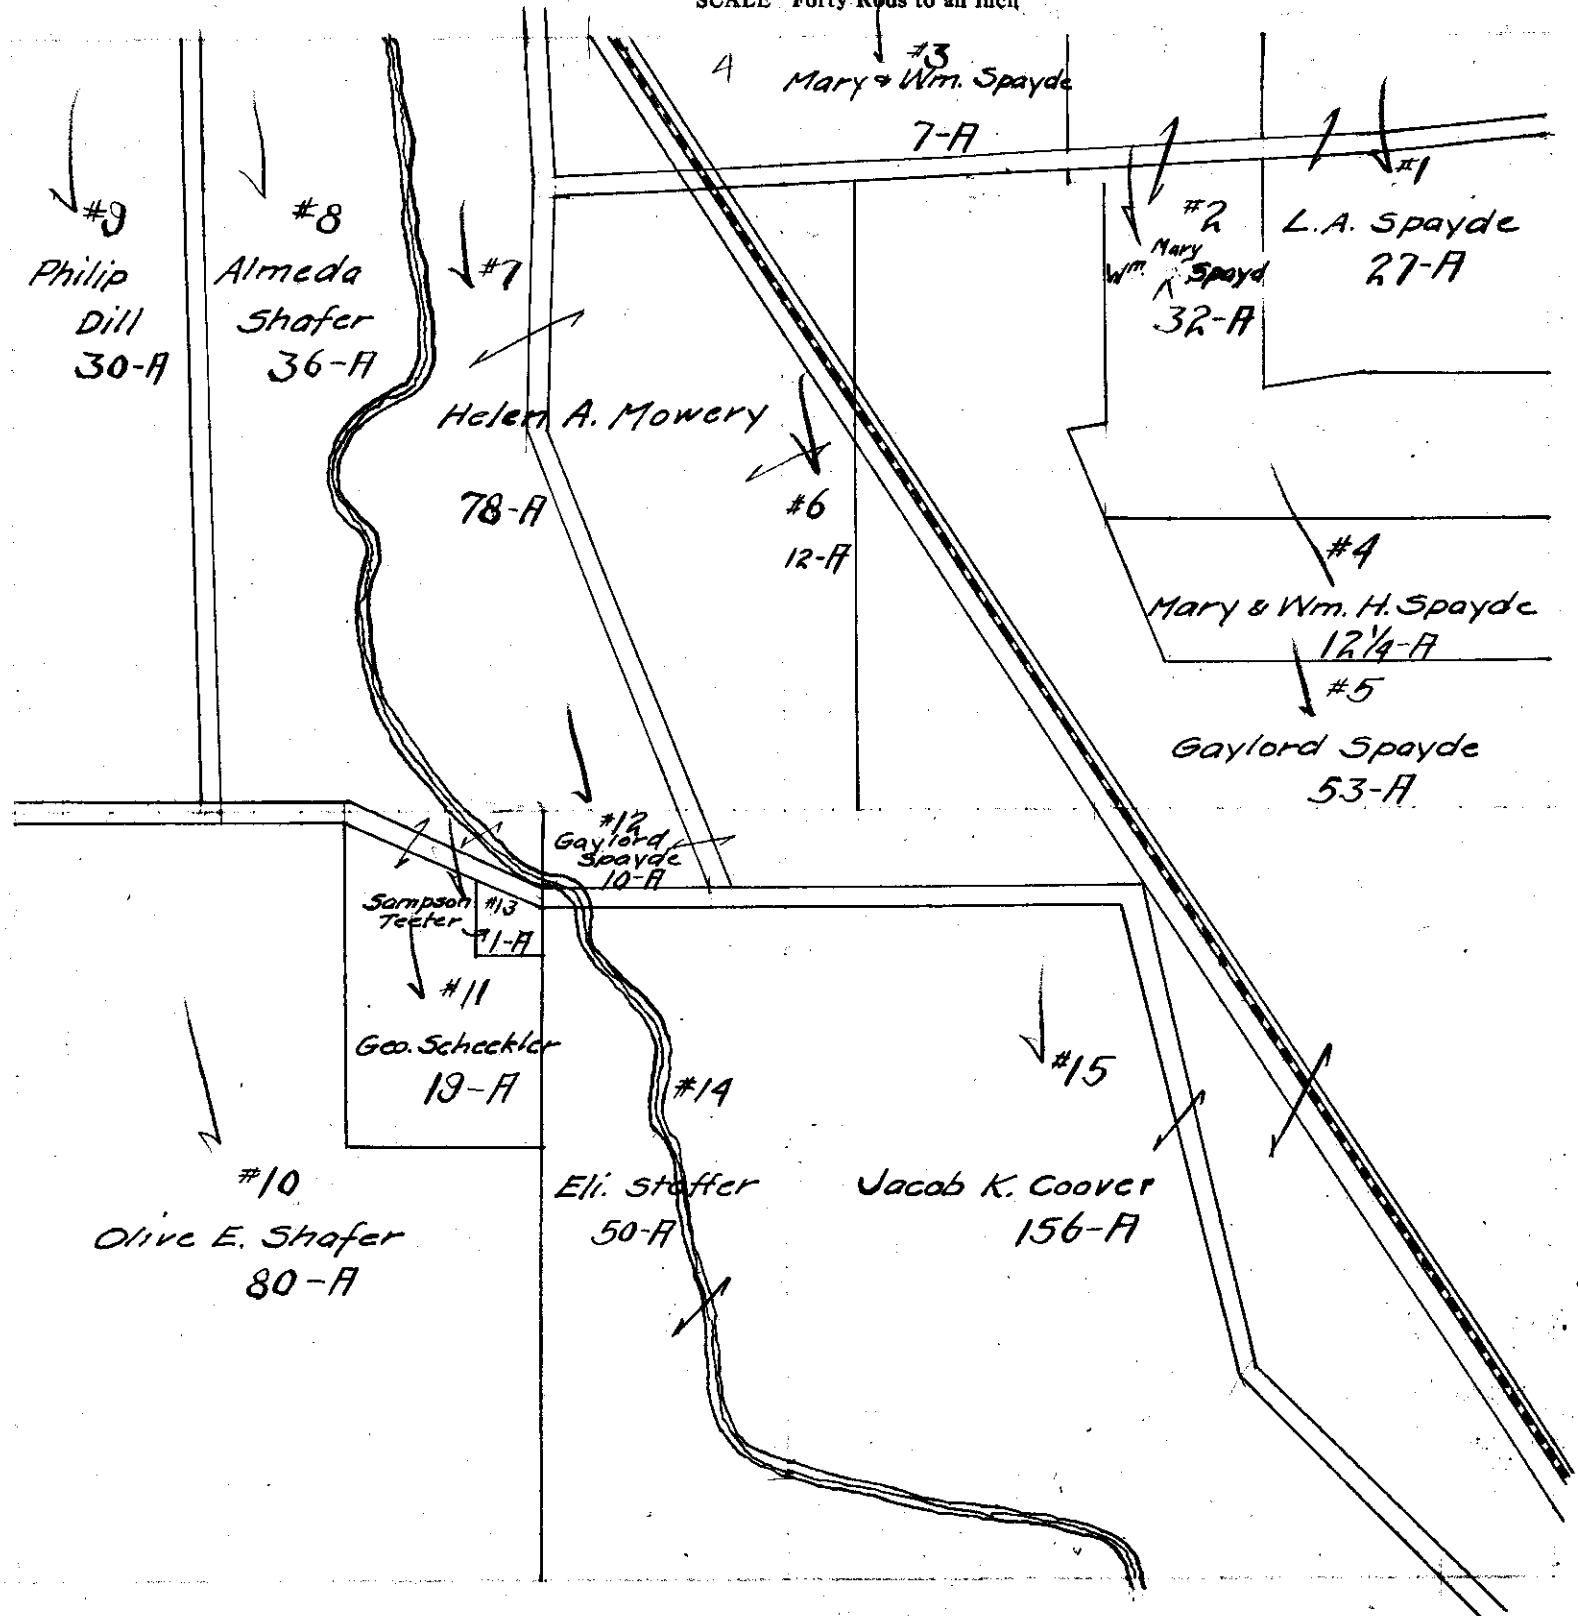 SCALE Forty Rods to an Inch
A
#3
Mary & Wm. Spayde
7-A
#1
L.A. Spayde
27-A
#2
Wm. ^ Mary Spayd
32-A
#9
Philip
Dill
30-A
#8
Almeda
Shafer
36-A
#7
Helen A. Mowery
78-A
#6
12-A
#4
Mary & Wm. H. Spayde
12¼-A
#5
Gaylord Spayde
53-A
#12
Gaylord
Spayde
10-A
Sampson
Teeter
#13
1-A
#11
Geo. Scheckler
19-A
#14
Eli. Stoffer
50-A
#15
Jacob K. Coover
156-A
#10
Olive E. Shafer
80-A